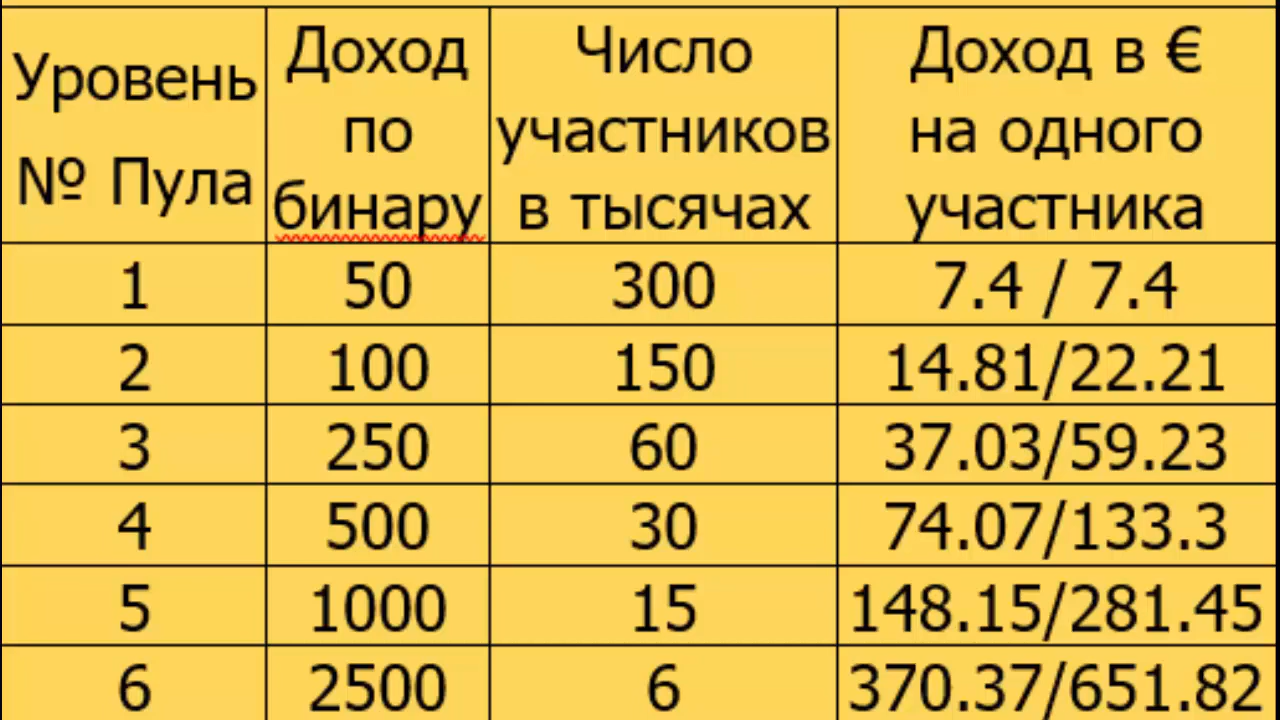 Уровень
№ Пула
Доход
по
бинару
Число
участников
в тысячах
Доход в €
на одного
участника
1 50 300 7.4 / 7.4
2 100 150 14.81/22.21
3 250 60 37.03/59.23
4 500 30 74.07/133.3
5 1000 15 148.15/281.45
6 2500 6 370.37/651.82